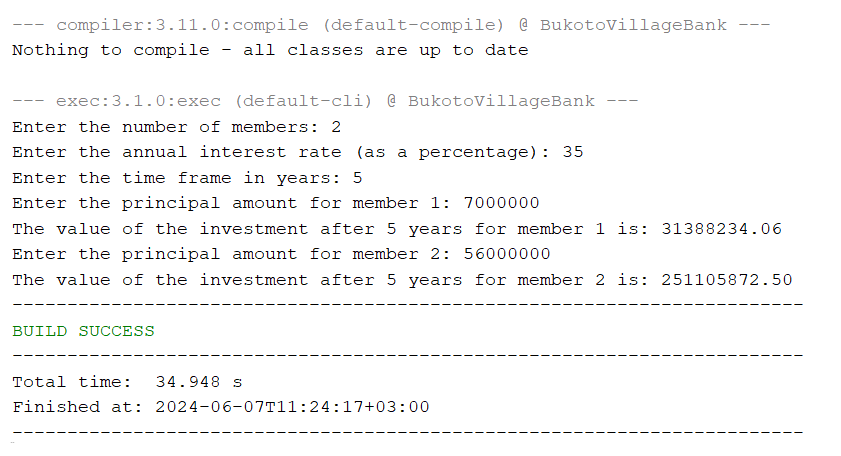 --- compiler:3.11.0:compile (default-compile) @ BukotoVillageBank ---
Nothing to compile - all classes are up to date
--- exec:3.1.0:exec (default-cli) @ BukotoVillageBank ---
Enter the number of members: 2
Enter the annual interest rate (as a percentage): 35
Enter the time frame in years: 5
Enter the principal amount for member 1: 7000000
The value of the investment after 5 years for member 1 is: 31388234.06
Enter the principal amount for member 2: 56000000
The value of the investment after 5 years for member 2 is: 251105872.50
------------------------------------------------------------------------
BUILD SUCCESS
------------------------------------------------------------------------
Total time:  34.948 s
Finished at: 2024-06-07T11:24:17+03:00
------------------------------------------------------------------------